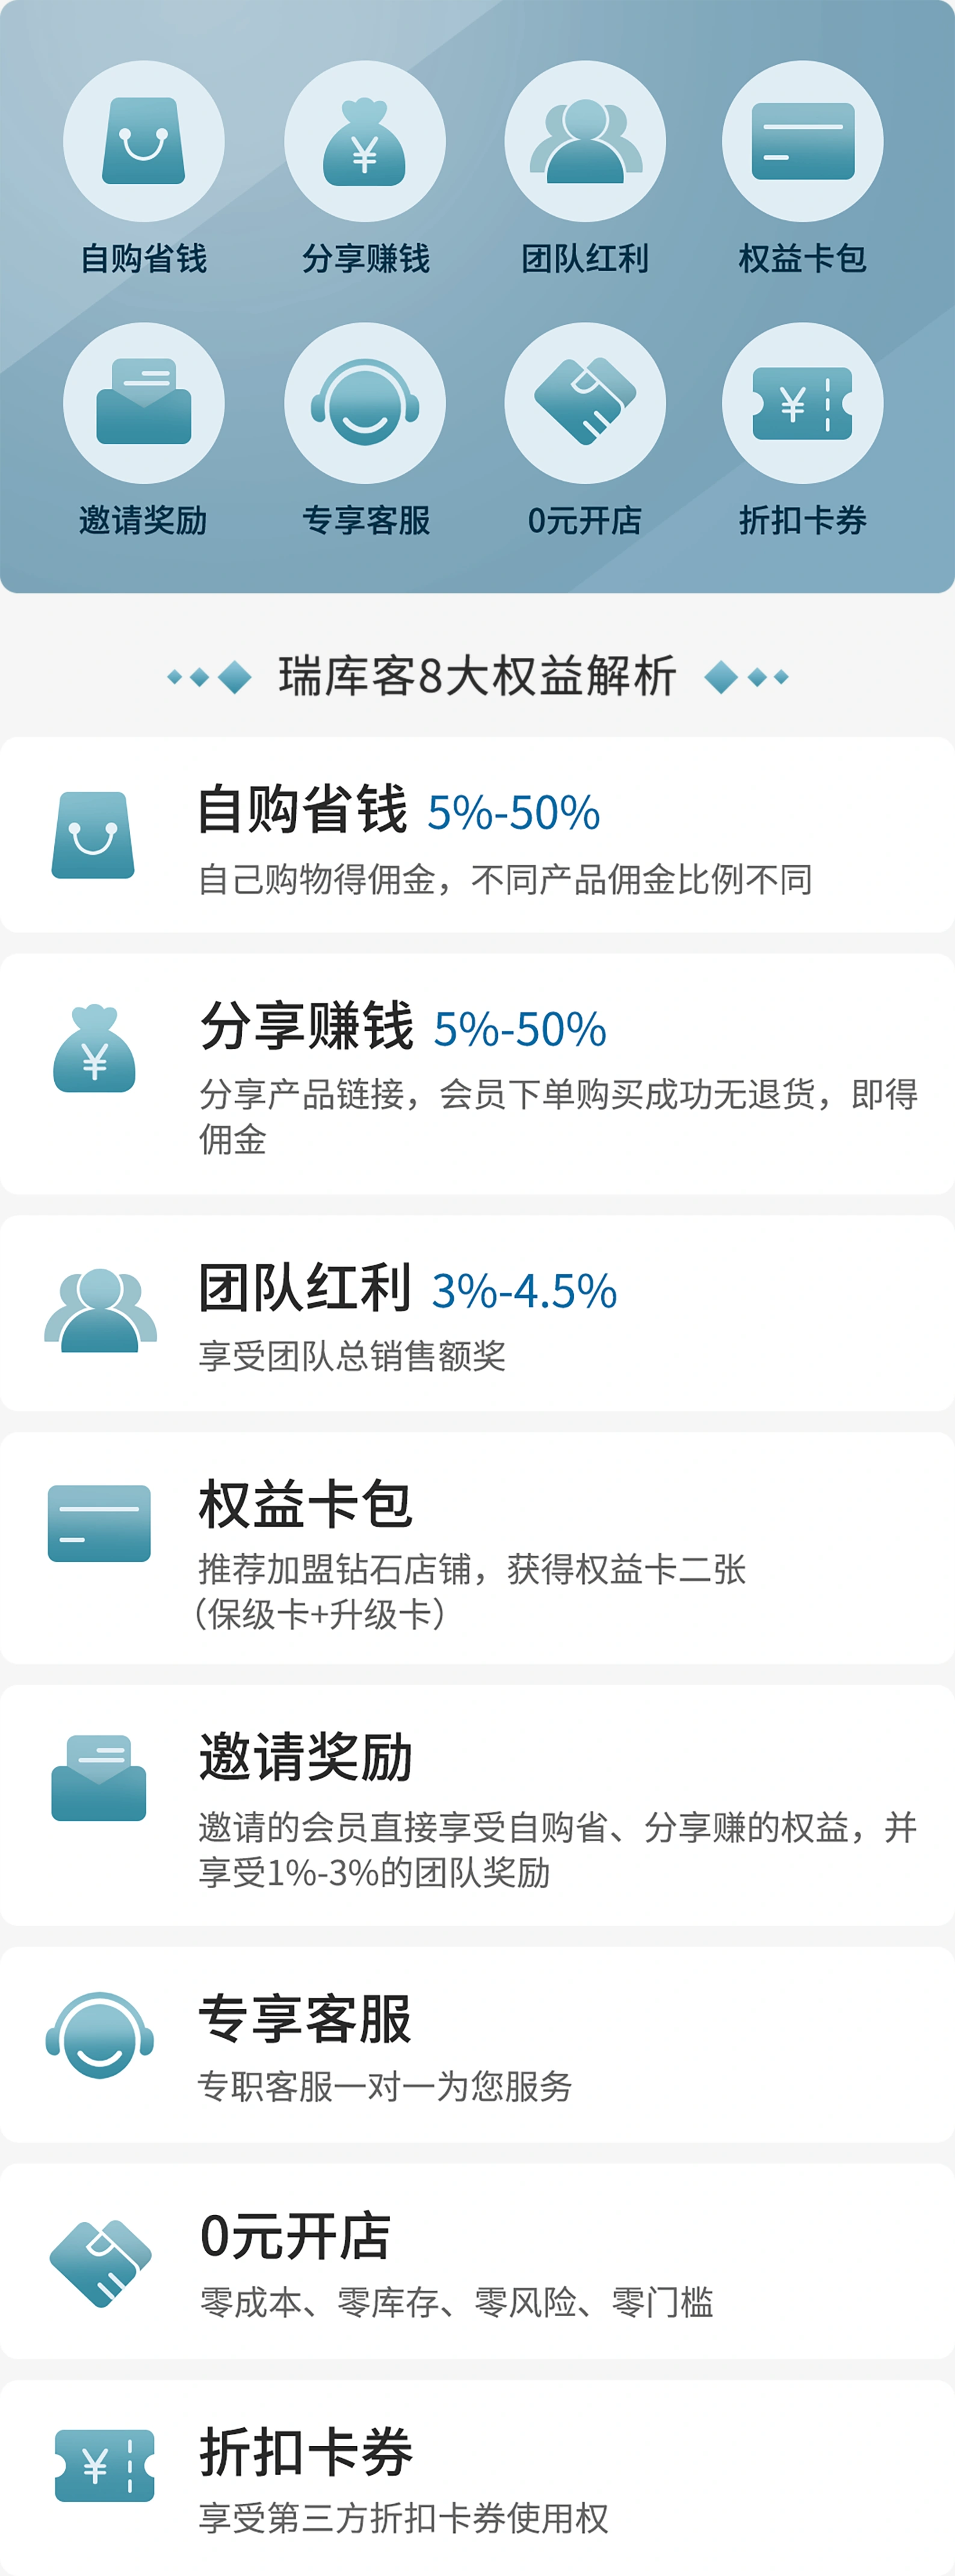 自购省钱
分享赚钱
团队红利
权益卡包
¥
邀请奖励
专享客服
0元开店
折扣卡券
¥
瑞库客8大权益解析
自购省钱 5%-50%
自己购物得佣金，不同产品佣金比例不同
¥
分享赚钱 5%-50%
分享产品链接，会员下单购买成功无退货，即得
佣金
团队红利 3%-4.5%
享受团队总销售额奖
权益卡包
推荐加盟钻石店铺，获得权益卡二张
（保级卡+升级卡）
邀请奖励
邀请的会员直接享受自购省、分享赚的权益，并
享受1%-3%的团队奖励
专享客服
专职客服一对一为您服务
0元开店
零成本、零库存、零风险、零门槛
¥
折扣卡券
享受第三方折扣卡券使用权